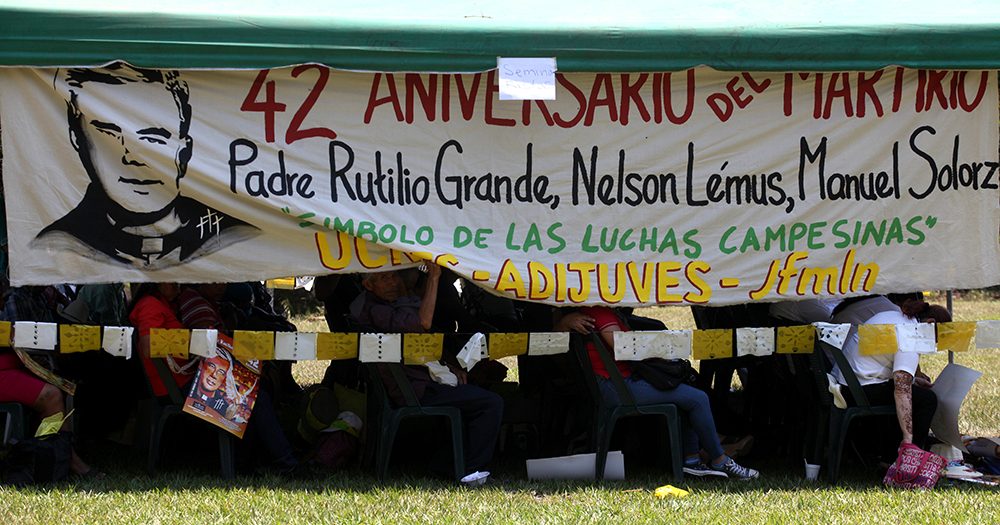 42 ANIVERSARIO DEL MARTIRIO
Padre Rutilio Grande, Nelson Lémus, Manuel Solorz
"SIMBOLO DE LAS LUCHAS CAMPESINAS"
- ADIJUVES - Jfmln